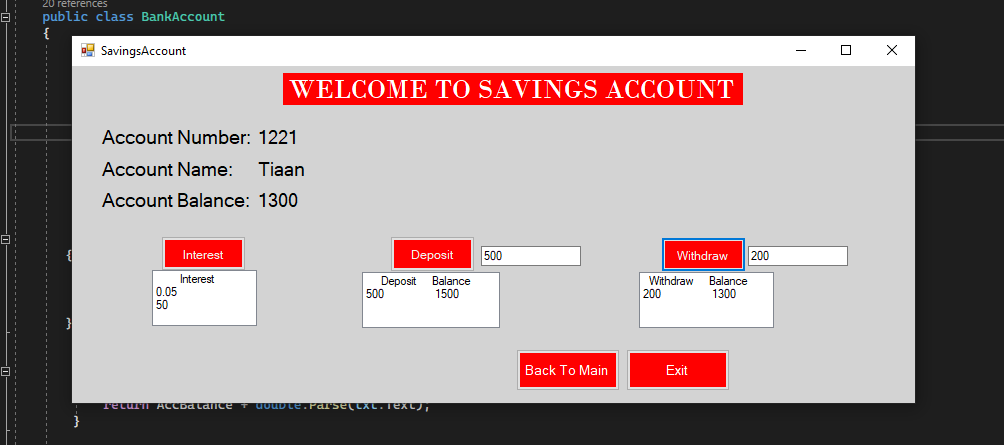 20 references
public class BankAccount
{
SavingsAccount
WELCOME TO SAVINGS ACCOUNT
Account Number: 1221
Account Name: Tiaan
Account Balance: 1300
{
Interest
Deposit 500
Withdraw 200
Interest
0.05
50
Deposit Balance
500 1500
Withdraw Balance
200 1300
}
Back To Main Exit
return AccBalance + double.Parse(txt.Text);
}